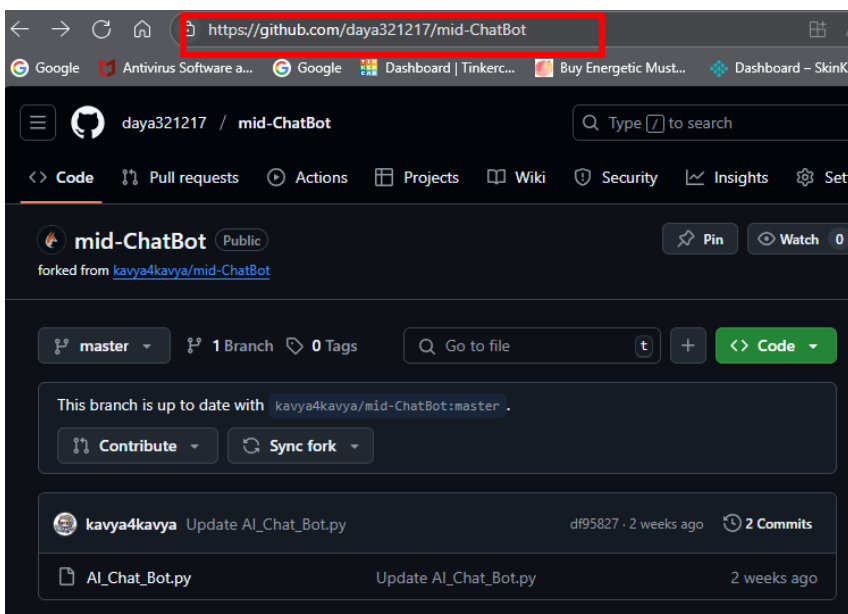 https://github.com/daya321217/mid-ChatBot
Google Antivirus Software a... Google Dashboard | Tinkerc... Buy Energetic Must... Dashboard – SkinK
daya321217 / mid-ChatBot Type / to search
Code Pull requests Actions Projects Wiki Security Insights Set
mid-ChatBot Public Pin Watch 0
forked from kavya4kavya/mid-ChatBot
master 1 Branch 0 Tags Go to file t + Code
This branch is up to date with kavya4kavya/mid-ChatBot:master .
Contribute Sync fork
kavya4kavya Update AI_Chat_Bot.py df95827 · 2 weeks ago 2 Commits
AI_Chat_Bot.py Update AI_Chat_Bot.py 2 weeks ago